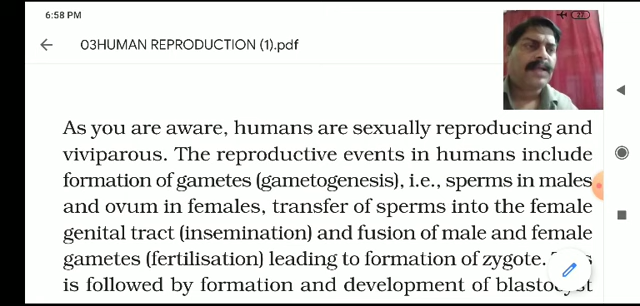 6:58 PM
27
03HUMAN REPRODUCTION (1).pdf
As you are aware, humans are sexually reproducing and
viviparous. The reproductive events in humans include
formation of gametes (gametogenesis), i.e., sperms in males
and ovum in females, transfer of sperms into the female
genital tract (insemination) and fusion of male and female
gametes (fertilisation) leading to formation of zygote.
is followed by formation and development of blastocyst